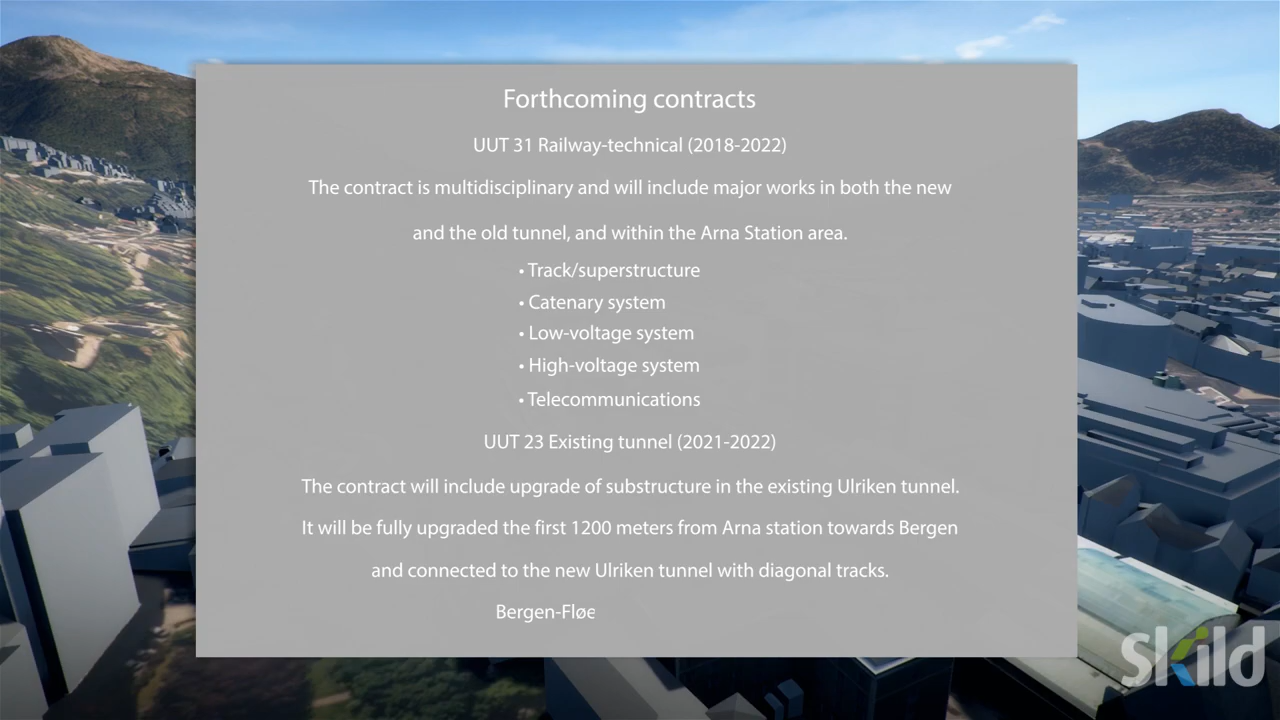 Forthcoming contracts
UUT 31 Railway-technical (2018-2022)
The contract is multidisciplinary and will include major works in both the new
and the old tunnel, and within the Arna Station area.
• Track/superstructure
• Catenary system
• Low-voltage system
• High-voltage system
• Telecommunications
UUT 23 Existing tunnel (2021-2022)
The contract will include upgrade of substructure in the existing Ulriken tunnel.
It will be fully upgraded the first 1200 meters from Arna station towards Bergen
and connected to the new Ulriken tunnel with diagonal tracks.
Bergen-Fløe
skild